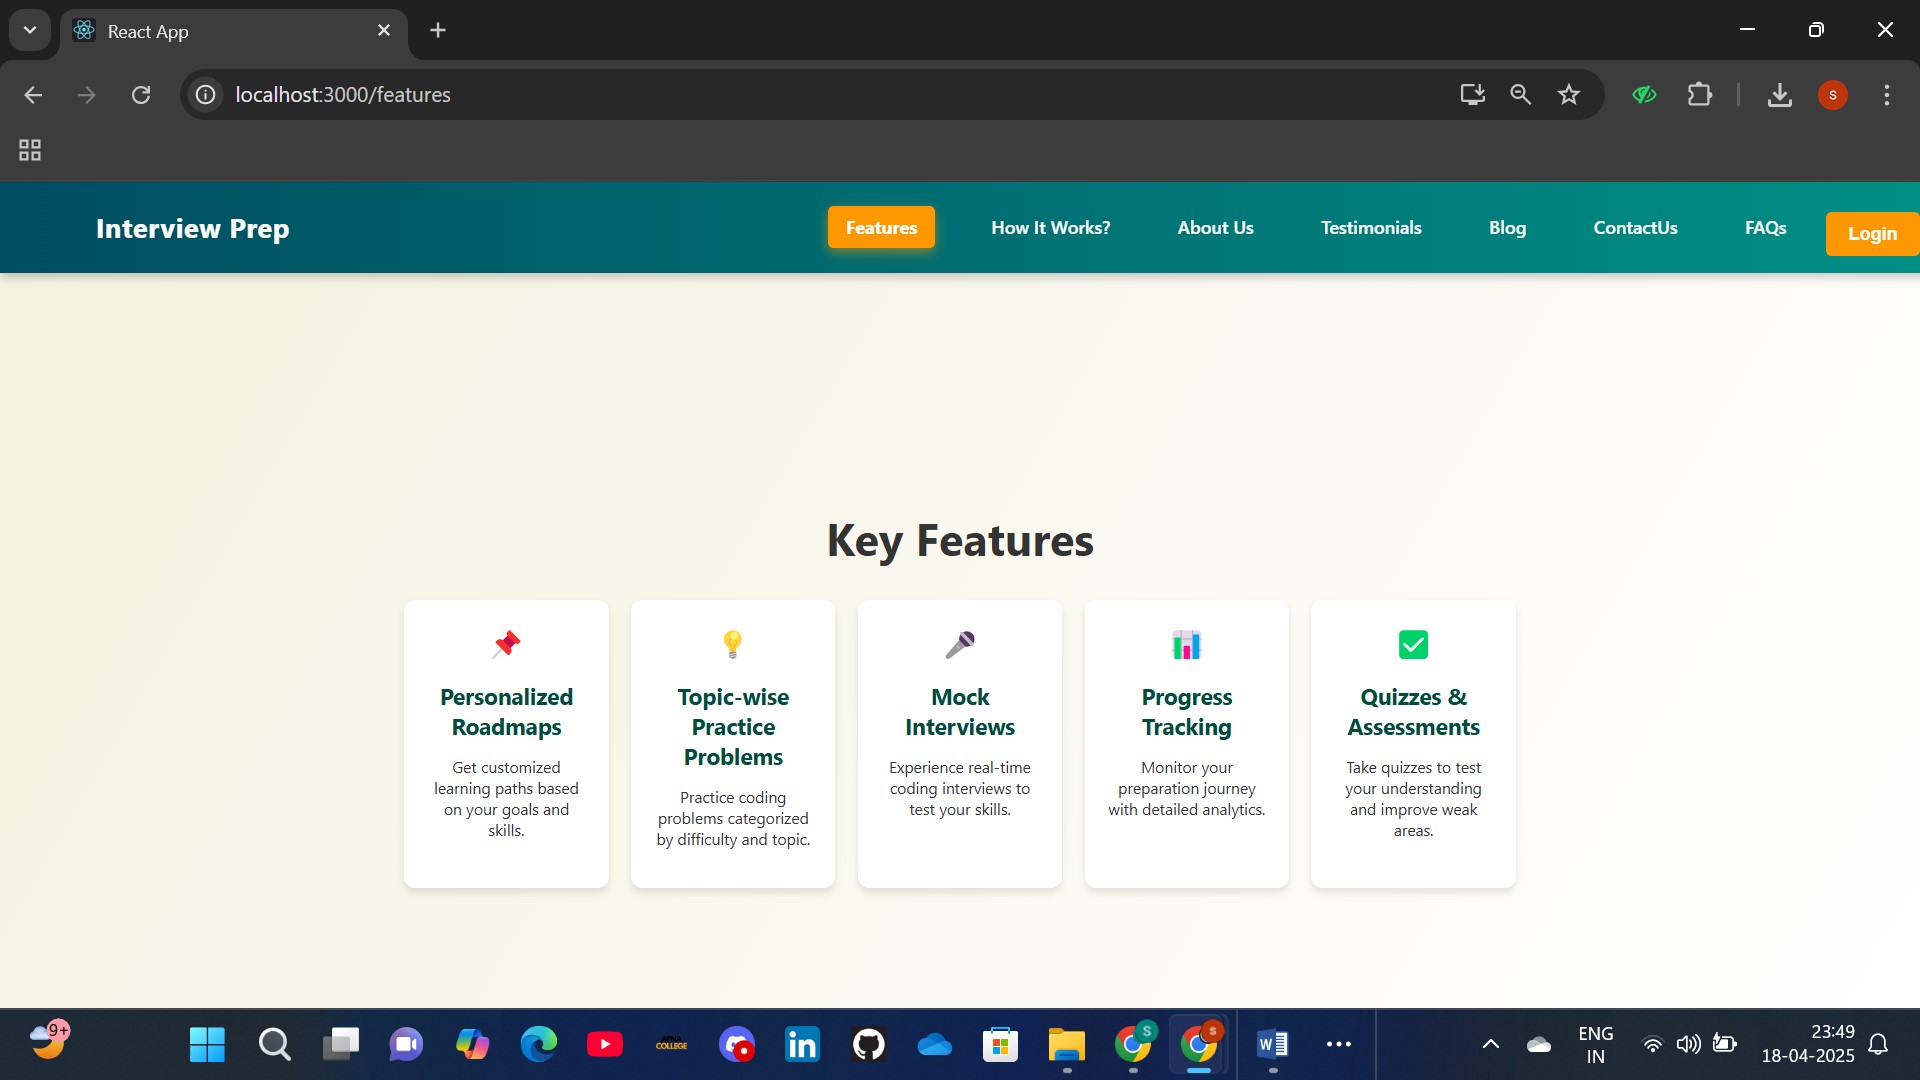 React App
localhost:3000/features
S
Interview Prep
Features
How It Works?
About Us
Testimonials
Blog
ContactUs
FAQs
Login
Key Features
Personalized
Roadmaps
Get customized
learning paths based
on your goals and
skills.
Topic-wise
Practice
Problems
Practice coding
problems categorized
by difficulty and topic.
Mock
Interviews
Experience real-time
coding interviews to
test your skills.
Progress
Tracking
Monitor your
preparation journey
with detailed analytics.
Quizzes &
Assessments
Take quizzes to test
your understanding
and improve weak
areas.
9+
APNA
COLLEGE
in
S
S
W
ENG
IN
23:49
18-04-2025